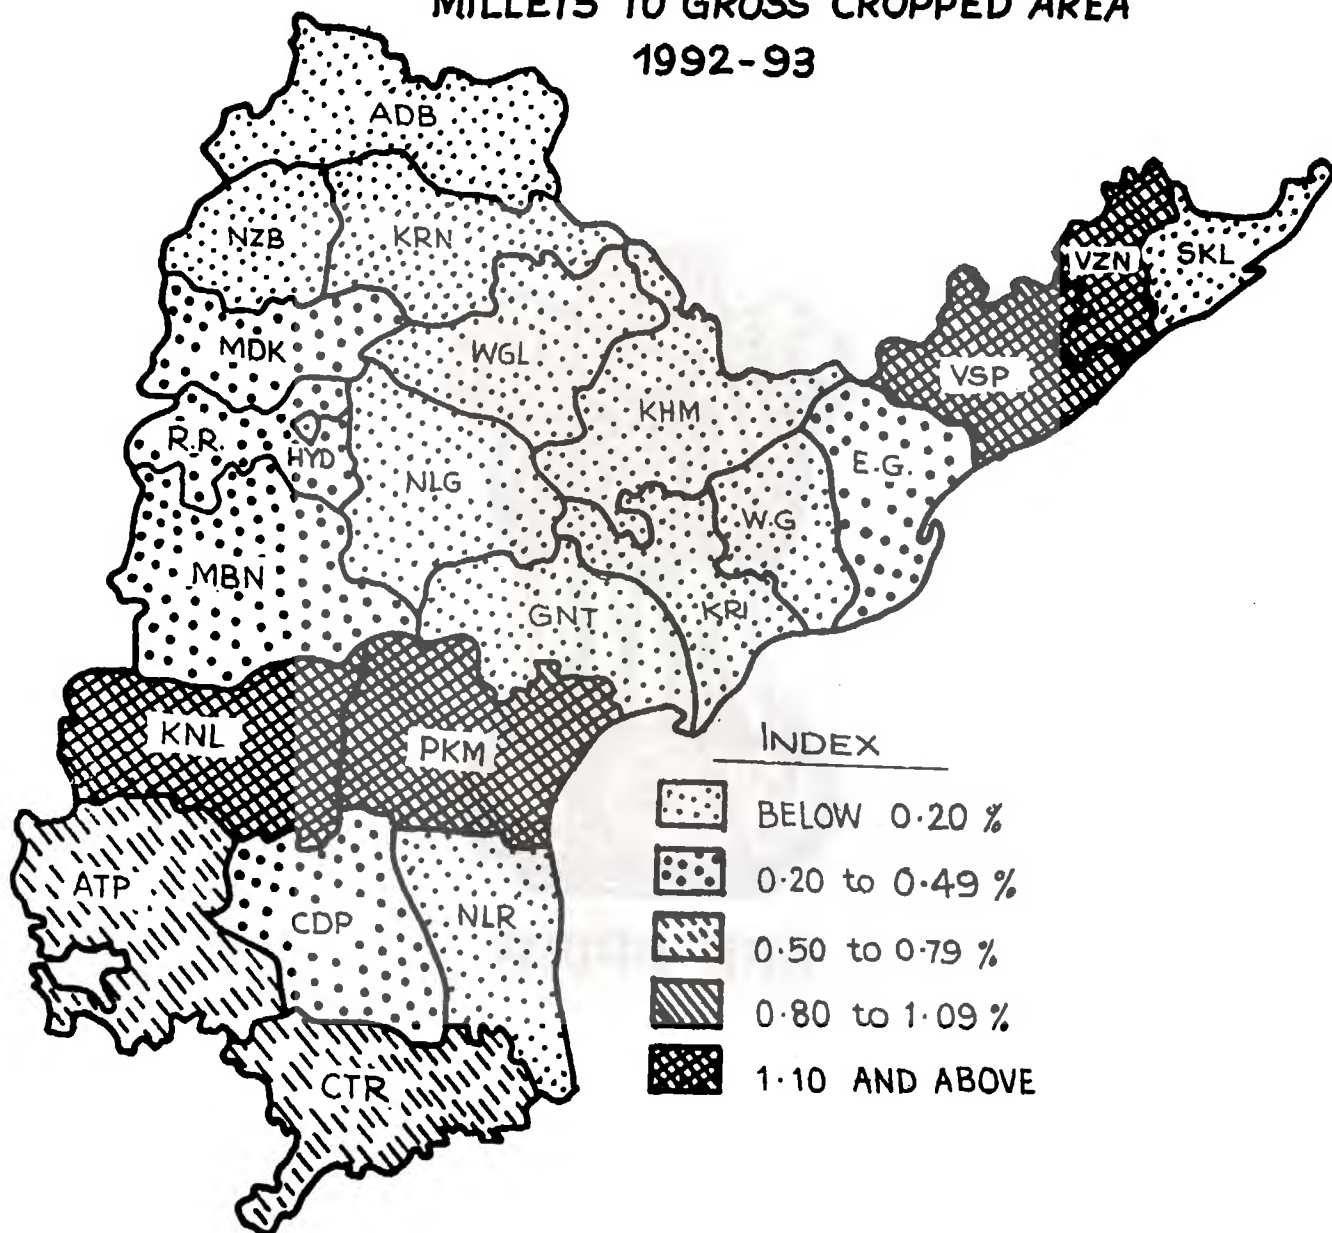 MILLETS TO GROSS CROPPED AREA
1992-93
ADB
NZB
KRN
VZN
SKL
MDK
WGL
VSP
KHM
R.R.
HYD
NLG
E.G.
W.G
MBN
GNT
KRI
KNL
PKM
INDEX
BELOW 0.20 %
0.20 to 0.49 %
ATP
CDP
NLR
0.50 to 0.79 %
0.80 to 1.09 %
CTR
1.10 AND ABOVE